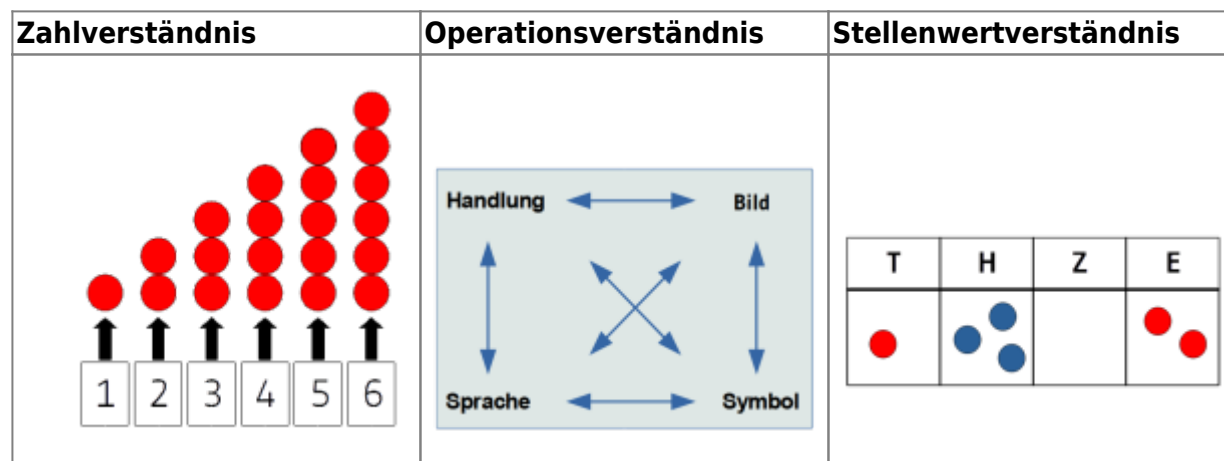 Zahlverständnis Operationsverständnis Stellenwertverständnis
1 2 3 4 5 6
Handlung Bild
Sprache Symbol
T H Z E